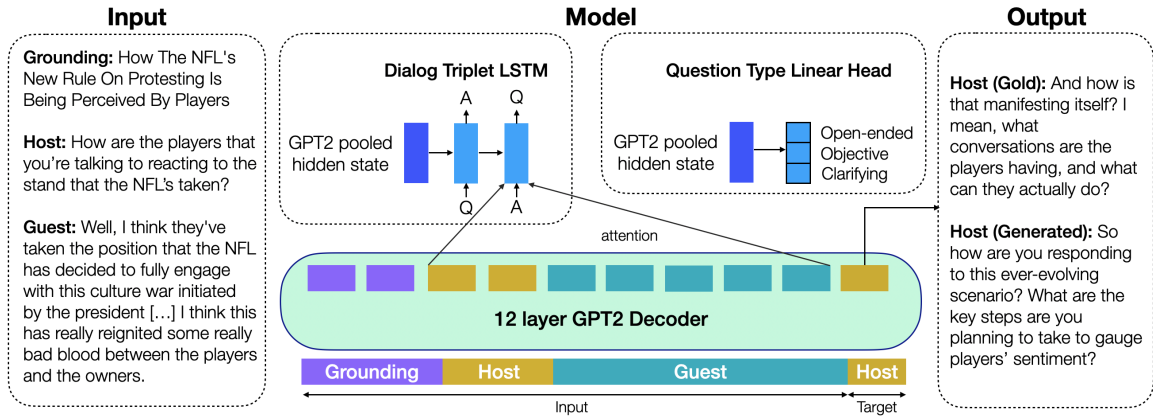 Input
Grounding: How The NFL's
New Rule On Protesting Is
Being Perceived By Players
Host: How are the players that
you're talking to reacting to the
stand that the NFL's taken?
Guest: Well, I think they've
taken the position that the NFL
has decided to fully engage
with this culture war initiated
by the president [...] I think this
has really reignited some really
bad blood between the players
and the owners.
Model
Dialog Triplet LSTM
A
Q
GPT2 pooled
hidden state
Q
A
Question Type Linear Head
GPT2 pooled
hidden state
Open-ended
Objective
Clarifying
attention
12 layer GPT2 Decoder
Grounding
Host
Guest
Host
Input
Target
Output
Host (Gold): And how is
that manifesting itself? I
mean, what
conversations are the
players having, and what
can they actually do?
Host (Generated): So
how are you responding
to this ever-evolving
scenario? What are the
key steps are you
planning to take to gauge
players' sentiment?